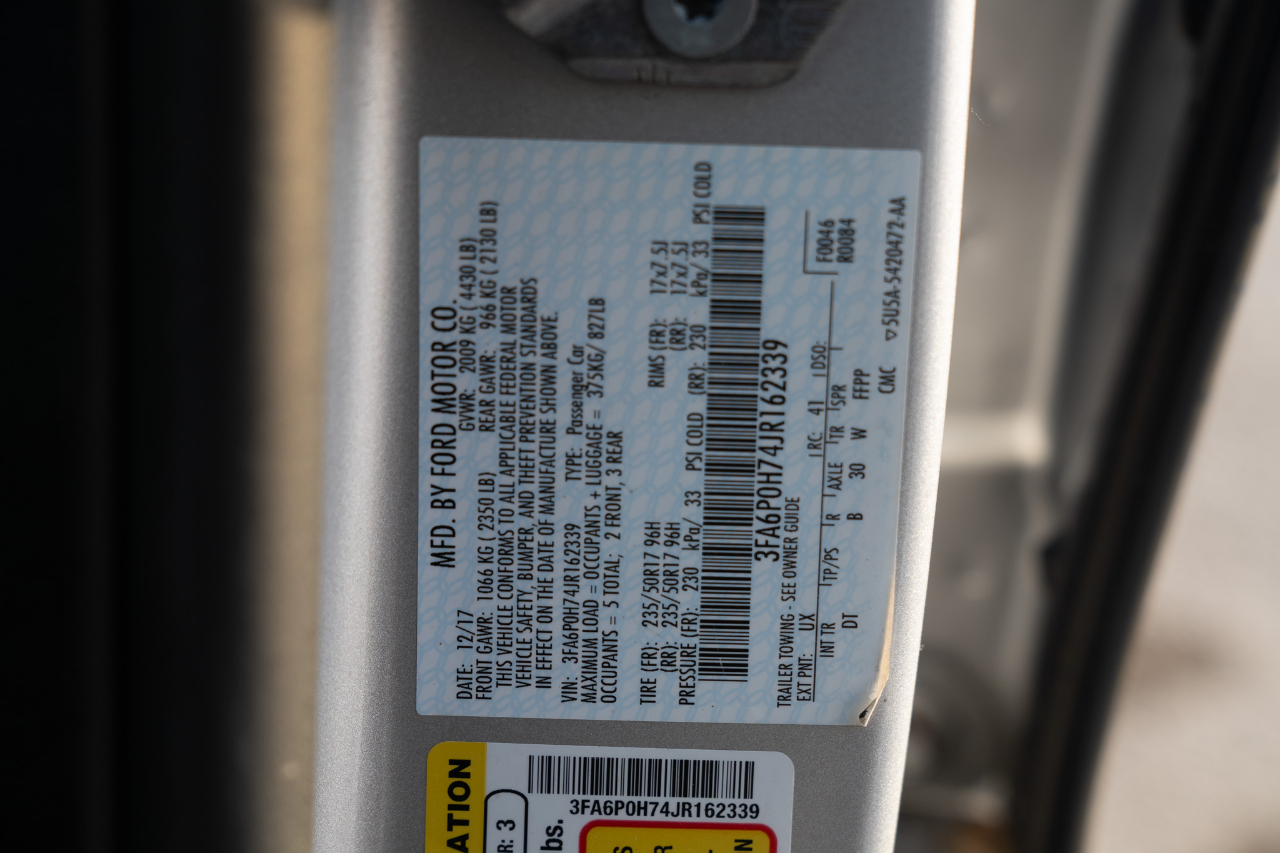 MFD. BY FORD MOTOR CO.
DATE: 12/17 GVWR: 2009 KG ( 4430 LB)
FRONT GAWR: 1066 KG ( 2350 LB) REAR GAWR: 966 KG ( 2130 LB)
THIS VEHICLE CONFORMS TO ALL APPLICABLE FEDERAL MOTOR
VEHICLE SAFETY, BUMPER, AND THEFT PREVENTION STANDARDS
IN EFFECT ON THE DATE OF MANUFACTURE SHOWN ABOVE.
VIN: 3FA6P0H74JR162339 TYPE: Passenger Car
MAXIMUM LOAD = OCCUPANTS + LUGGAGE = 375KG/ 827LB
OCCUPANTS = 5 TOTAL; 2 FRONT, 3 REAR
TIRE (FR): 235/50R17 96H RIMS (FR): 17x7.5J
(RR): 235/50R17 96H (RR): 17x7.5J
PRESSURE (FR): 230 kPa/ 33 PSI COLD (RR): 230 kPa/ 33 PSI COLD
3FA6P0H74JR162339
TRAILER TOWING - SEE OWNER GUIDE
EXT PNT: UX RC: 41 DSO: F0046
INT TR TP/PS R AXLE TR SPR R0084
DT B 30 W FFPP
CMC ▽5U5A-5420472-AA
3FA6P0H74JR162339